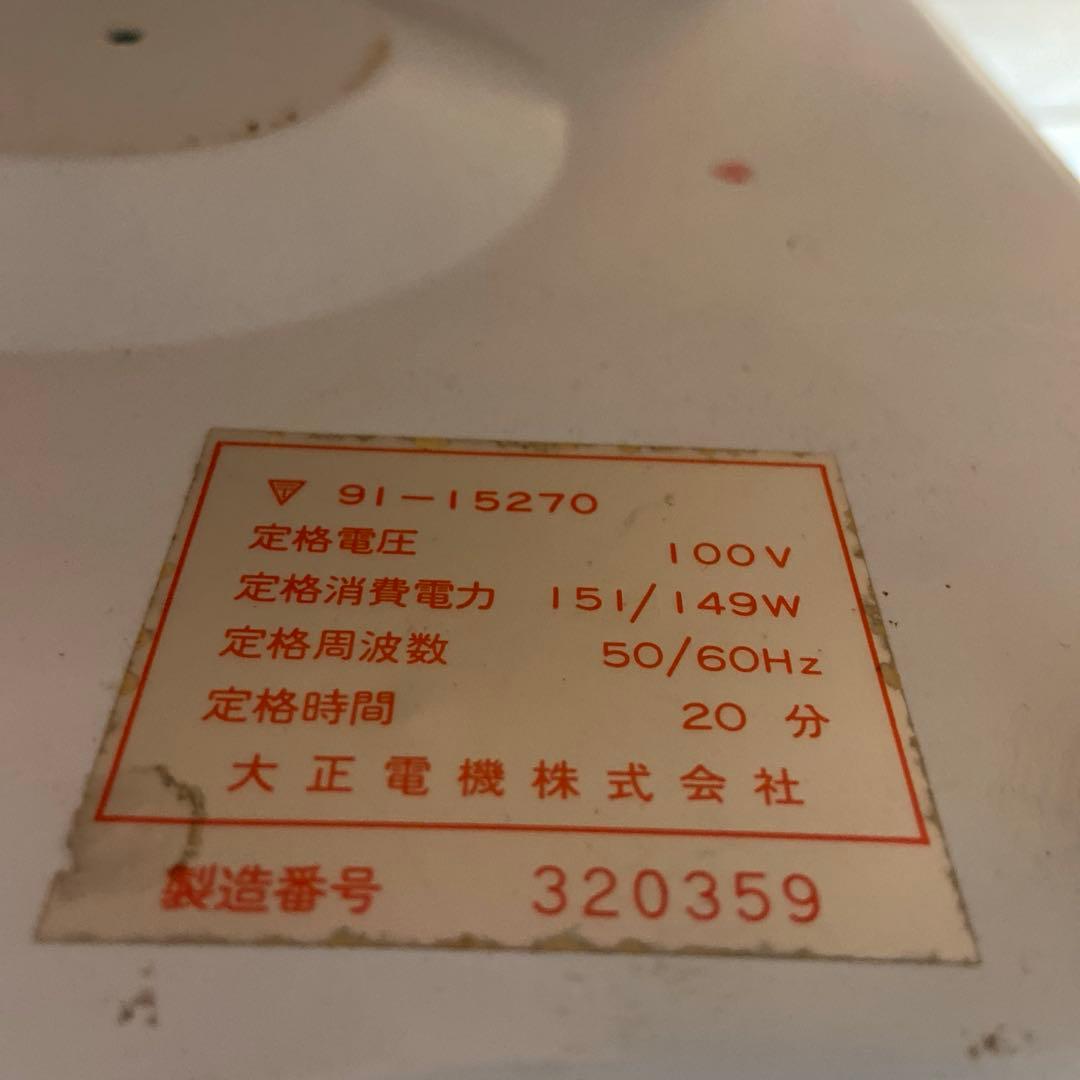 91-15270
定格電圧 100V
定格消費電力 151/149W
定格周波数 50/60Hz
定格時間 20 分
大正電機株式会社
製造番号 320359